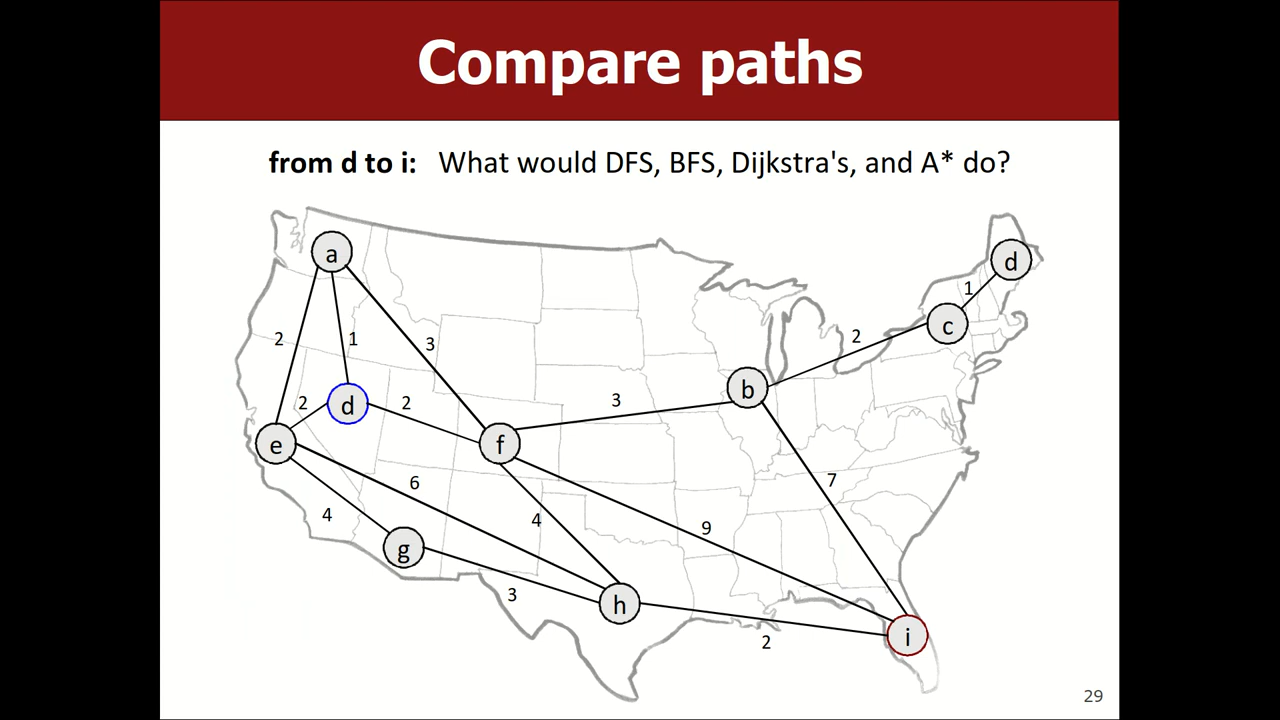 Compare paths
from d to i: What would DFS, BFS, Dijkstra's, and A* do?
a
d
1
c
2
1
3
2
b
2
d
2
3
e
f
6
7
4
4
9
g
3
h
2
i
29